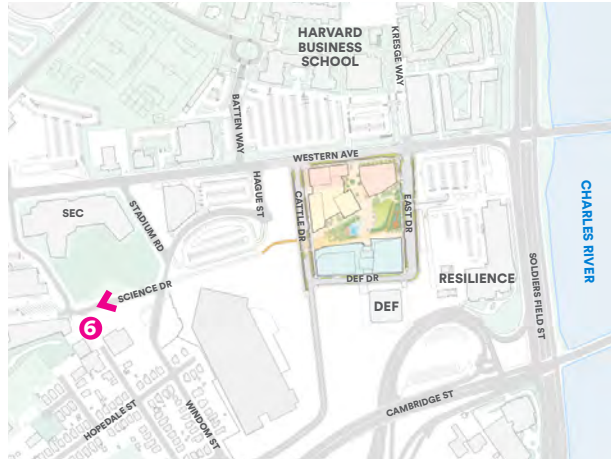 HARVARD
BUSINESS
SCHOOL
KRESGE WAY
BATTEN WAY
WESTERN AVE
HAGUE ST
CATTLE DR
EAST DR
CHARLES RIVER
SEC
STADIUM RD
SOLDIERS FIELD ST
DEF DR
RESILIENCE
SCIENCE DR
DEF
6
HOPEDALE ST
WINDOM ST
CAMBRIDGE ST